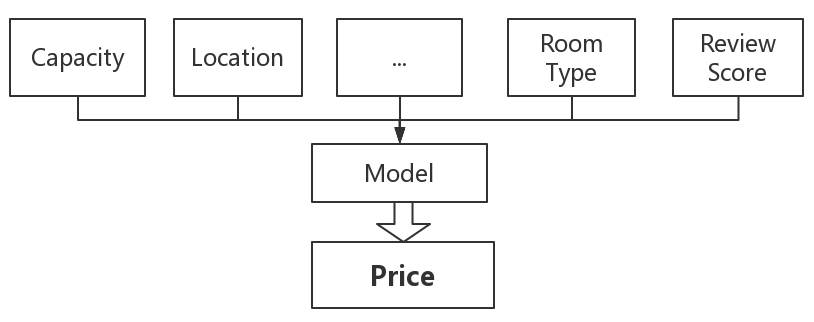 Capacity
Location
...
Room
Type
Review
Score
Model
Price